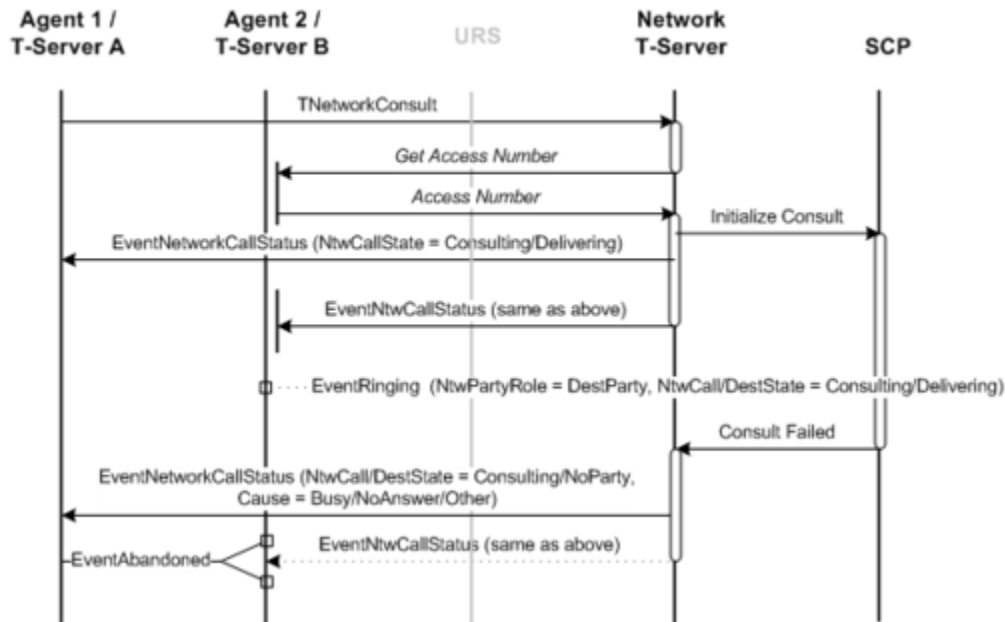 Agent 1 /
T-Server A
Agent 2 /
T-Server B
URS
Network
T-Server
SCP
TNetworkConsult
Get Access Number
Access Number
Initialize Consult
EventNetworkCallStatus (NtwCallState = Consulting/Delivering)
EventNtwCallStatus (same as above)
EventRinging (NtwPartyRole = DestParty, NtwCall/DestState = Consulting/Delivering)
Consult Failed
EventNetworkCallStatus (NtwCall/DestState = Consulting/NoParty,
Cause = Busy/NoAnswer/Other)
EventNtwCallStatus (same as above)
EventAbandoned